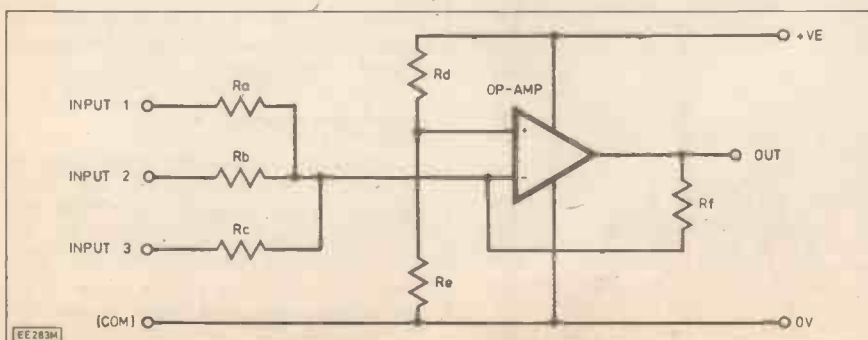 +VE
Rd
OP-AMP
Ra
INPUT 1
+
OUT
Rb
INPUT 2
-
Rf
Rc
INPUT 3
Re
(COM)
0V
EE283M